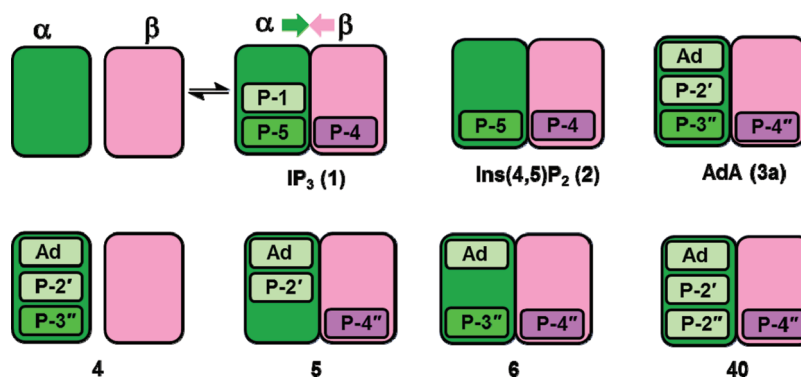 α β α β
P-1 Ad
P-2′
P-5 P-4 P-5 P-4 P-3″ P-4″
IP₃ (1) Ins(4,5)P₂ (2) AdA (3a)
Ad Ad Ad Ad
P-2′ P-2′ P-2′
P-3″ P-4″ P-3″ P-4″ P-2″ P-4″
4 5 6 40